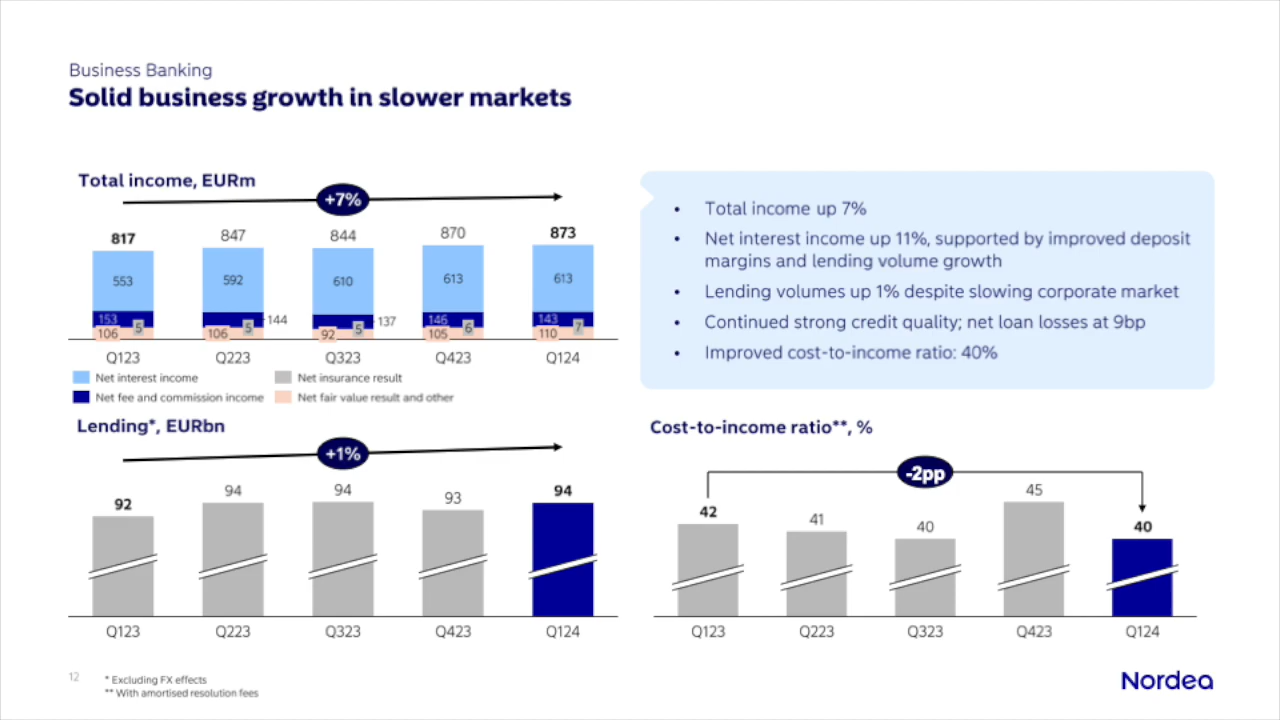 Business Banking
Solid business growth in slower markets
Total income, EURm
+7%
817
847
844
870
873
553
592
610
613
613
153
5
144
5
137
5
146
6
143
7
106
106
92
105
110
Q123
Q223
Q323
Q423
Q124
Net interest income
Net insurance result
Net fee and commission income
Net fair value result and other
• Total income up 7%
• Net interest income up 11%, supported by improved deposit
margins and lending volume growth
• Lending volumes up 1% despite slowing corporate market
• Continued strong credit quality; net loan losses at 9bp
• Improved cost-to-income ratio: 40%
Lending*, EURbn
+1%
92
94
94
93
94
Q123
Q223
Q323
Q423
Q124
Cost-to-income ratio**, %
-2pp
42
41
40
45
40
Q123
Q223
Q323
Q423
Q124
12
* Excluding FX effects
** With amortised resolution fees
Nordea